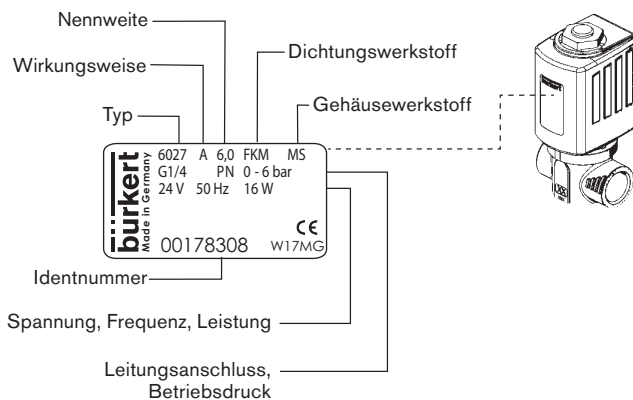 Nennweite
Wirkungsweise
Typ
Dichtungswerkstoff
Gehäusewerkstoff
bürkert
Made in Germany
6027 A 6,0 FKM MS
G1/4 PN 0 - 6 bar
24 V 50 Hz 16 W
CE
00178308 W17MG
Identnummer
Spannung, Frequenz, Leistung
Leitungsanschluss,
Betriebsdruck